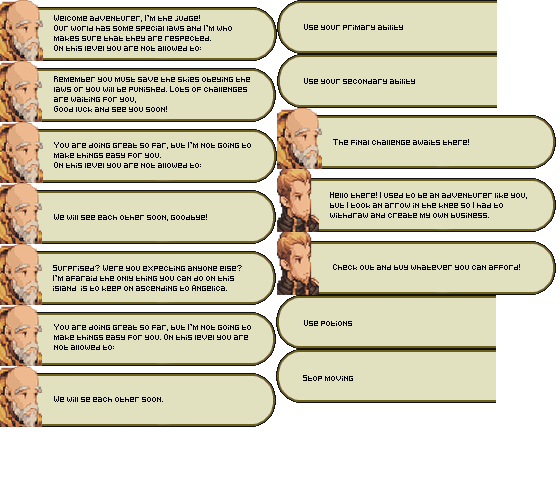 Welcome adventurer, I'm the Judge!
Our world has some special laws and I'm who
makes sure that they are respected.
On this level you are not allowed to:
Remember you must save the skies obeying the
laws or you will be punished. Lots of challenges
are waiting for you,
Good luck and see you soon!
You are doing great so far, but I'm not going to
make things easy for you.
On this level you are not allowed to:
We will see each other soon, goodbye!
Surprised? Were you expecting anyone else?
I'm afaraid the only thing you can do on this
island is to keep on ascending to Angelica.
You are doing great so far, but I'm not going to
make things easy for you. On this level you are
not allowed to:
We will se each other soon.
Use your primary ability
Use your secondary ability
The final challenge awaits there!
Hello there! I used to be an adventurer like you,
but I took an arrow in the knee so I had to
withdraw and create my own business.
Check out and buy whatever you can afford!
Use potions
Stop moving